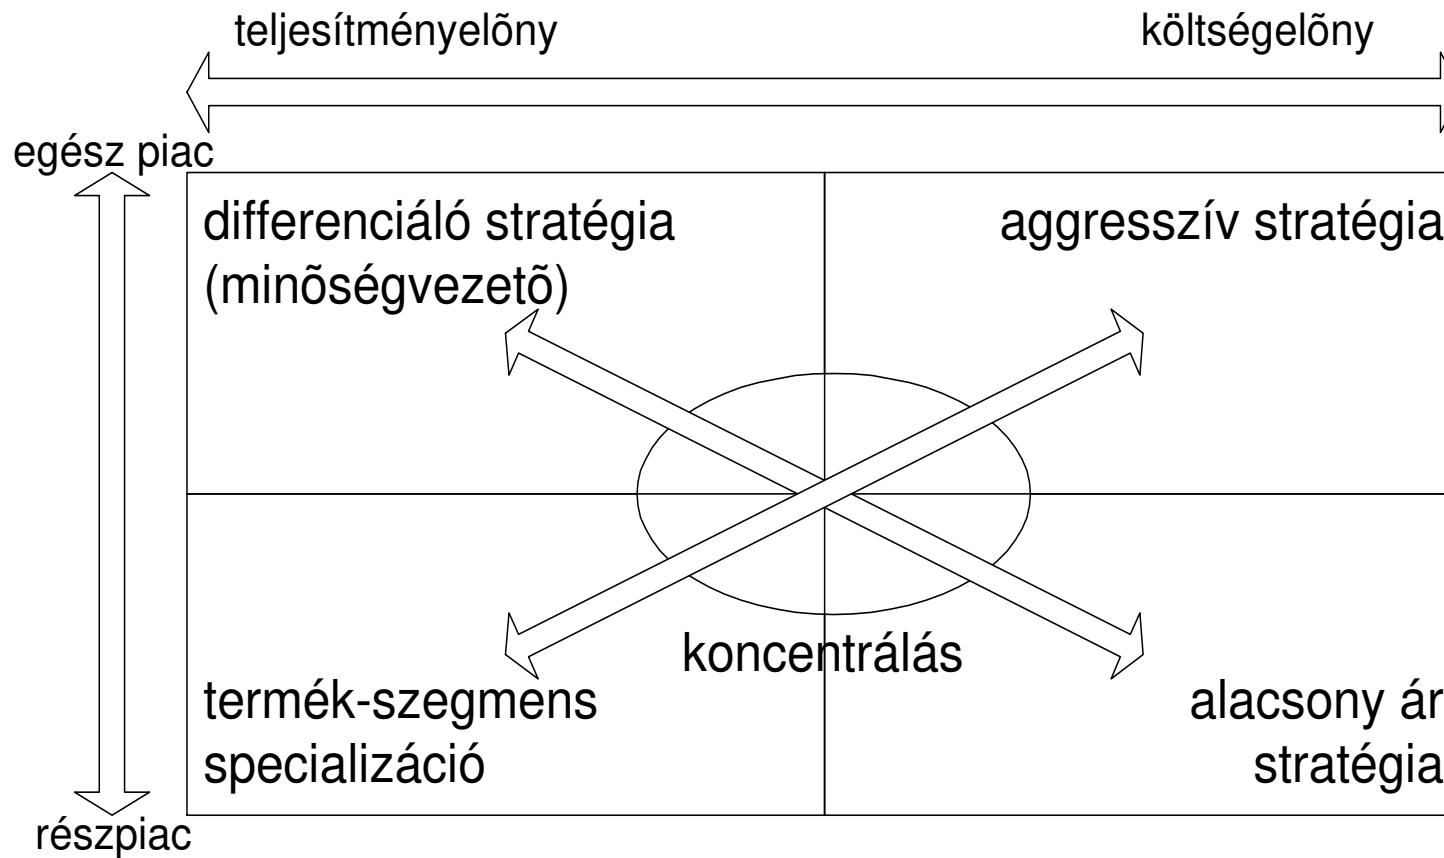 teljesítményelõny
költségelõny
egész piac
differenciáló stratégia
(minõségvezetõ)
aggresszív stratégia
koncentrálás
termék-szegmens
specializáció
alacsony ár
stratégia
részpiac